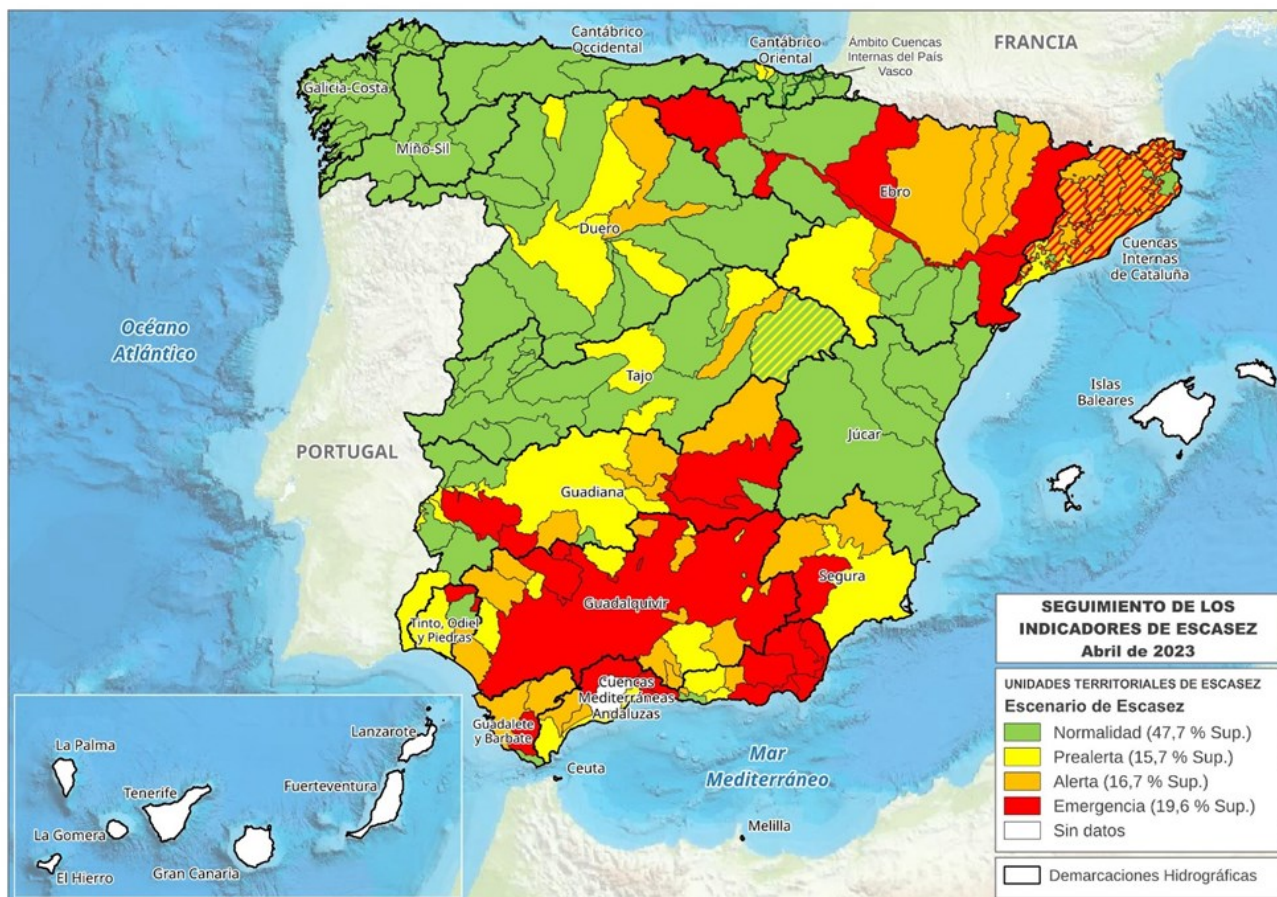 Cantábrico
Occidental
Cantábrico
Oriental
Ámbito Cuencas
Internas del País
Vasco
FRANCIA
Galicia-Costa
Miño-Sil
Ebro
Duero
Cuencas
Internas
de Cataluña
Océano
Atlántico
Tajo
Islas
Baleares
Júcar
PORTUGAL
Guadiana
Segura
Guadalquivir
Tinto, Odiel
y Piedras
Cuencas
Mediterráneas
Andaluzas
Guadalete
y Barbate
Ceuta
Mar
Mediterráneo
Melilla
Lanzarote
La Palma
Fuerteventura
Tenerife
La Gomera
El Hierro
Gran Canaria
SEGUIMIENTO DE LOS
INDICADORES DE ESCASEZ
Abril de 2023
UNIDADES TERRITORIALES DE ESCASEZ
Escenario de Escasez
Normalidad (47,7 % Sup.)
Prealerta (15,7 % Sup.)
Alerta (16,7 % Sup.)
Emergencia (19,6 % Sup.)
Sin datos
Demarcaciones Hidrográficas